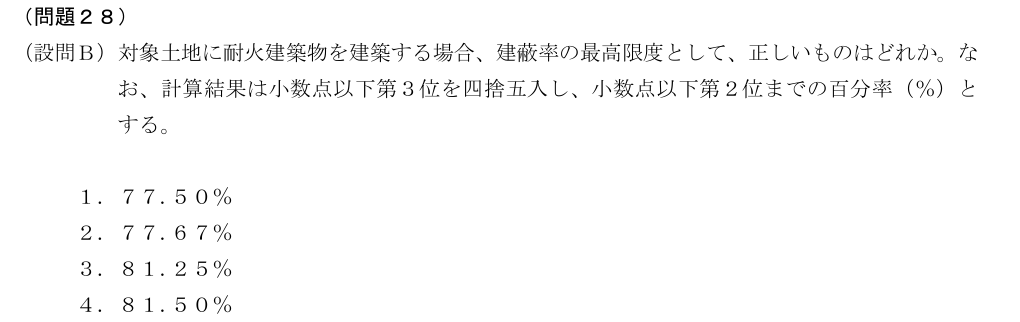 （問題２８）
（設問Ｂ）対象土地に耐火建築物を建築する場合、建蔽率の最高限度として、正しいものはどれか。な
お、計算結果は小数点以下第３位を四捨五入し、小数点以下第２位までの百分率（％）と
する。
１．７７.５０％
２．７７.６７％
３．８１.２５％
４．８１.５０％